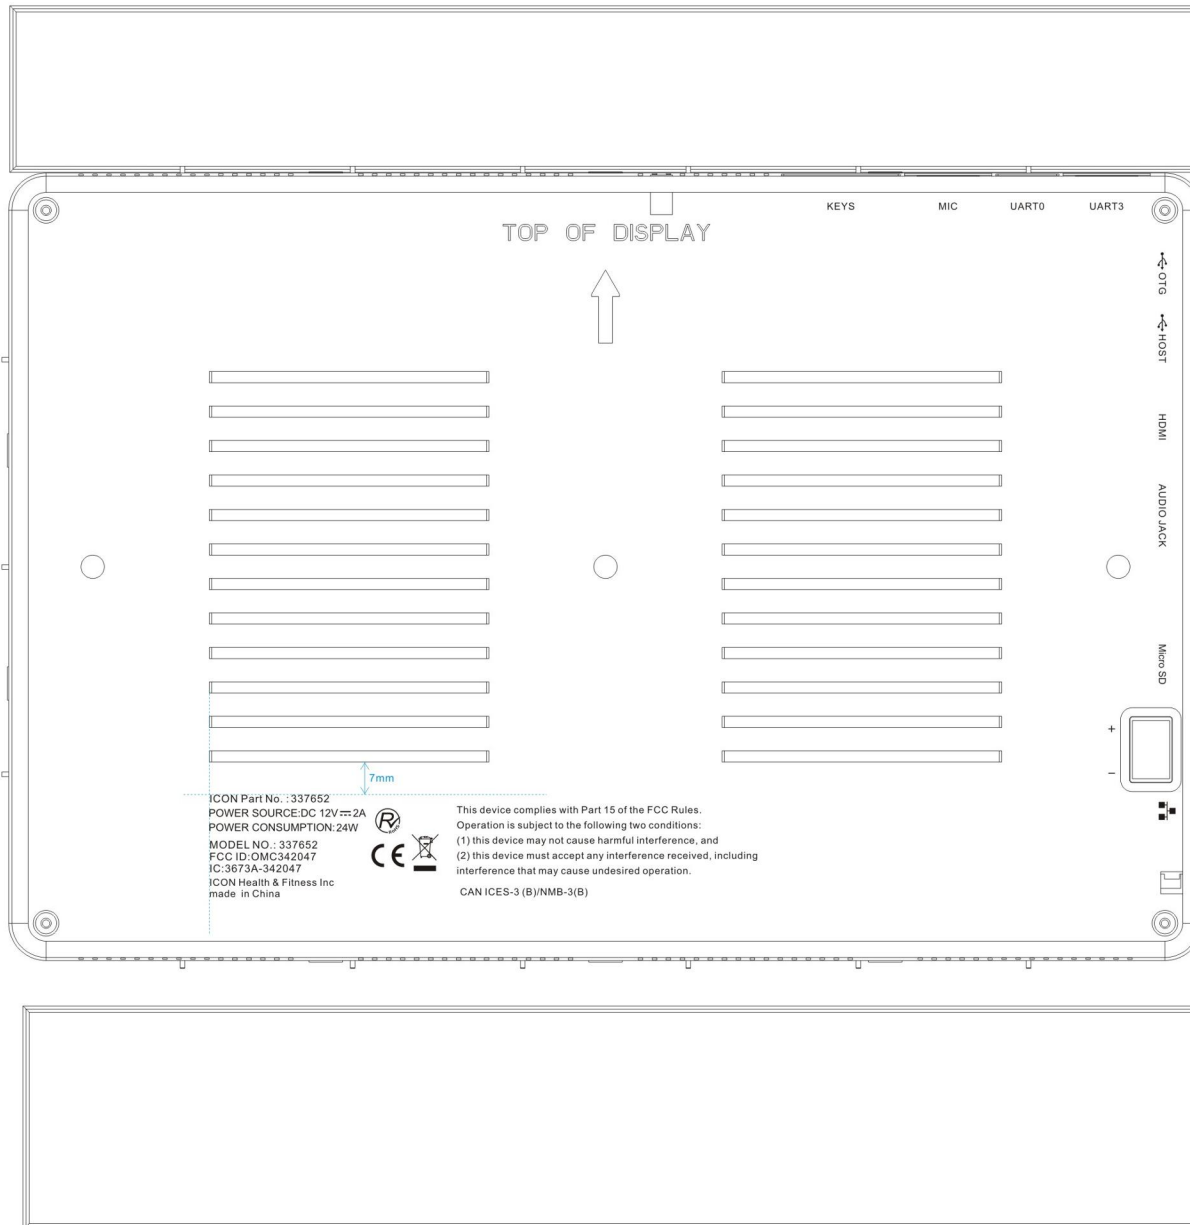 KEYS MIC UART0 UART3
TOP OF DISPLAY
OTG
HOST
HDMI
AUDIO JACK
Micro SD
+
−
7mm
ICON Part No. : 337652
POWER SOURCE:DC 12V⎓2A
POWER CONSUMPTION:24W
MODEL NO.: 337652
FCC ID:OMC342047
IC:3673A-342047
ICON Health & Fitness Inc
made in China
CE
This device complies with Part 15 of the FCC Rules.
Operation is subject to the following two conditions:
(1) this device may not cause harmful interference, and
(2) this device must accept any interference received, including
interference that may cause undesired operation.
CAN ICES-3 (B)/NMB-3(B)